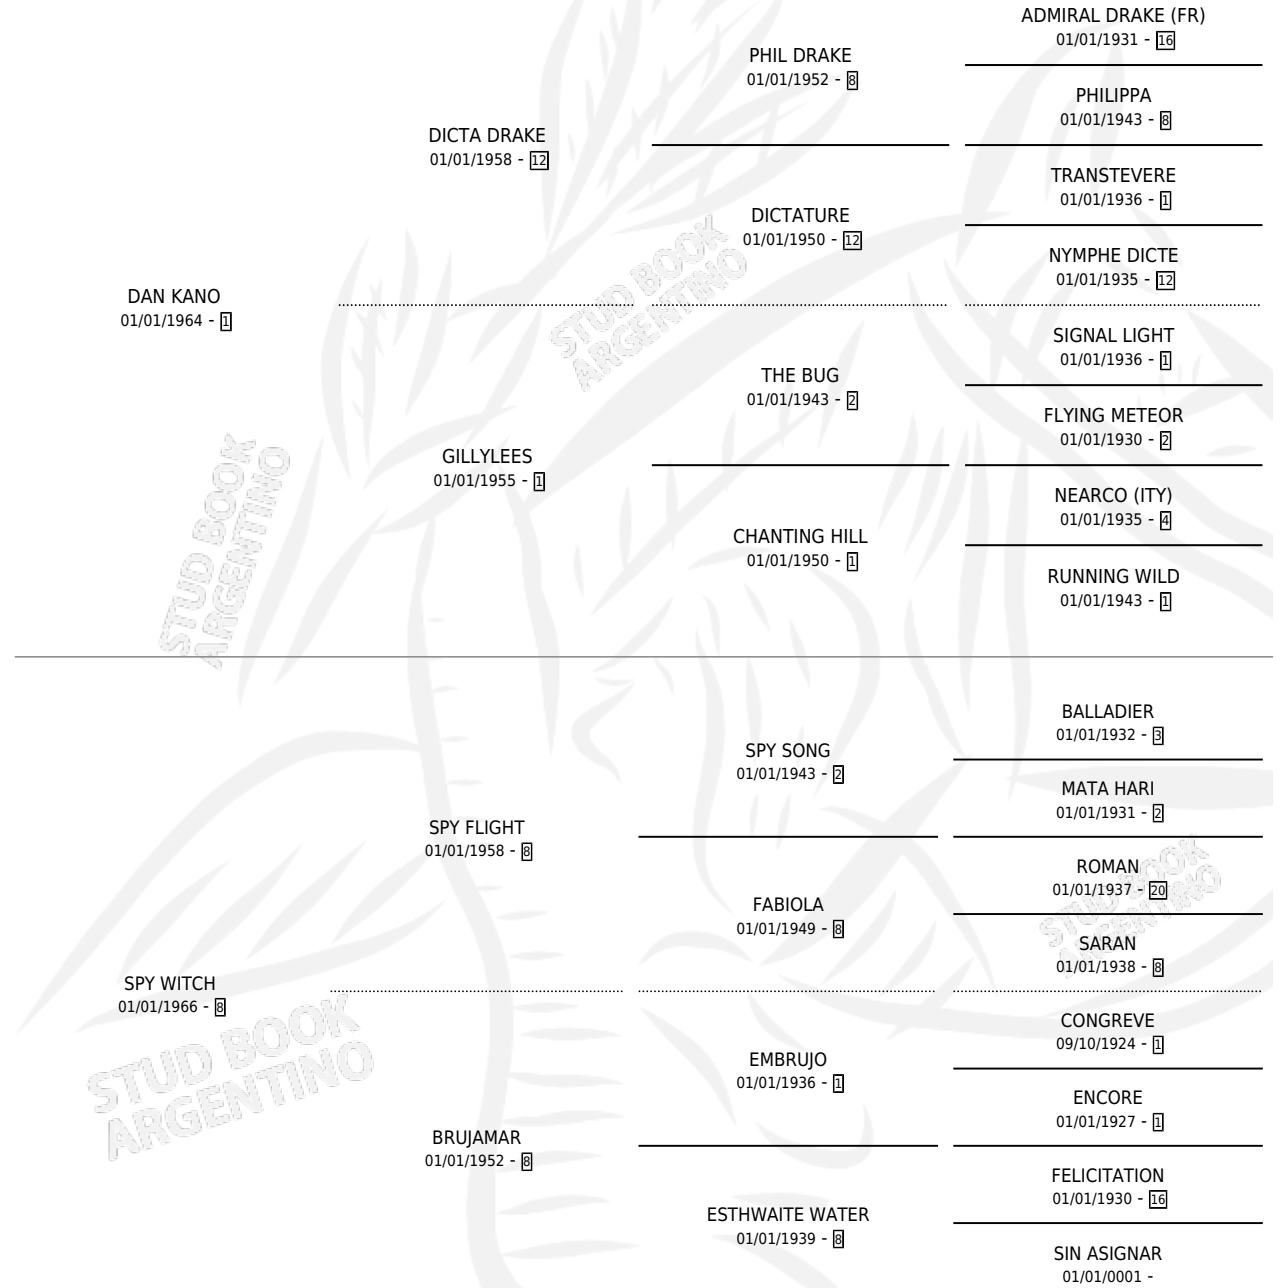 ADMIRAL DRAKE (FR)
01/01/1931 - 16
PHIL DRAKE
01/01/1952 - 8
PHILIPPA
01/01/1943 - 8
DICTA DRAKE
01/01/1958 - 12
TRANSTEVERE
01/01/1936 - 1
DICTATURE
01/01/1950 - 12
NYMPHE DICTE
01/01/1935 - 12
DAN KANO
01/01/1964 - 1
SIGNAL LIGHT
01/01/1936 - 1
THE BUG
01/01/1943 - 2
FLYING METEOR
01/01/1930 - 2
GILLYLEES
01/01/1955 - 1
NEARCO (ITY)
01/01/1935 - 4
CHANTING HILL
01/01/1950 - 1
RUNNING WILD
01/01/1943 - 1
BALLADIER
01/01/1932 - 3
SPY SONG
01/01/1943 - 2
MATA HARI
01/01/1931 - 2
SPY FLIGHT
01/01/1958 - 8
ROMAN
01/01/1937 - 20
FABIOLA
01/01/1949 - 8
SARAN
01/01/1938 - 8
SPY WITCH
01/01/1966 - 8
CONGREVE
09/10/1924 - 1
EMBRUJO
01/01/1936 - 1
ENCORE
01/01/1927 - 1
BRUJAMAR
01/01/1952 - 8
FELICITATION
01/01/1930 - 16
ESTHWAITE WATER
01/01/1939 - 8
SIN ASIGNAR
01/01/0001 -
STUD BOOK
ARGENTINO
STUD BOOK
ARGENTINO
STUD BOOK
ARGENTINO
STUD BOOK
ARGENTINO